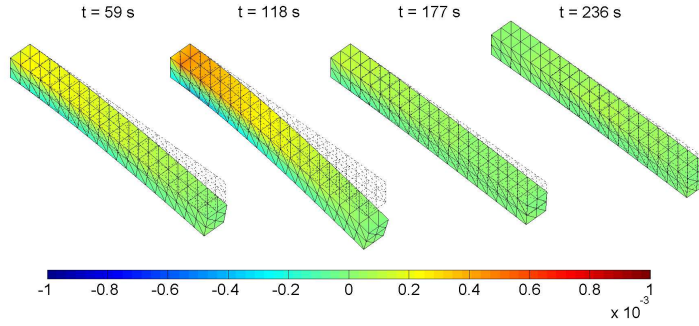 t = 59 s t = 118 s t = 177 s t = 236 s
-1 -0.8 -0.6 -0.4 -0.2 0 0.2 0.4 0.6 0.8 1
x 10⁻³